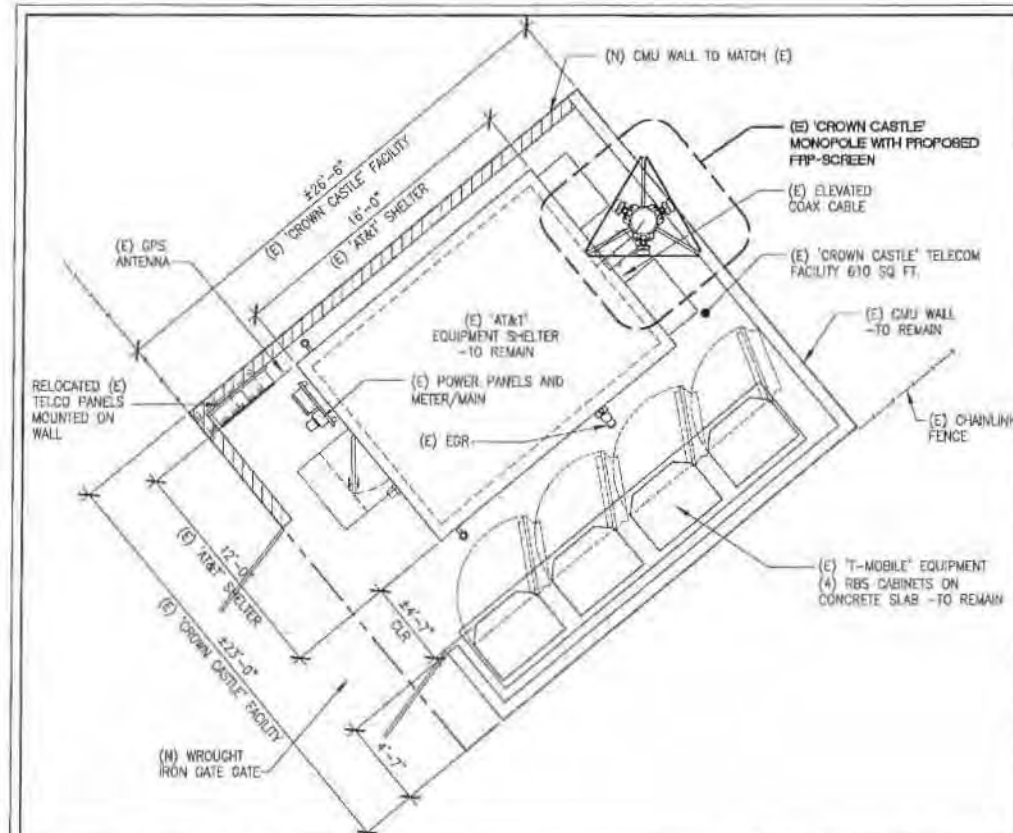 (N) CMU WALL TO MATCH (E)
(E) 'CROWN CASTLE'
MONOPOLE WITH PROPOSED
FRP-SCREEN
(E) ELEVATED
COAX CABLE
±26'-6"
(E) 'CROWN CASTLE' FACILITY
16'-0"
(E) 'AT&T' SHELTER
(E) GPS
ANTENNA
(E) 'CROWN CASTLE' TELECOM
FACILITY 610 SQ FT.
(E) CMU WALL
-TO REMAIN
(E) 'AT&T'
EQUIPMENT SHELTER
-TO REMAIN
RELOCATED (E)
TELCO PANELS
MOUNTED ON
WALL
(E) POWER PANELS AND
METER/MAIN
(E) EGR
(E) CHAINLINK
FENCE
12'-0"
(E) 'AT&T' SHELTER
±23'-0"
(E) 'CROWN CASTLE' FACILITY
±4'-7"
CLR
(E) 'T-MOBILE' EQUIPMENT
(4) RBS CABINETS ON
CONCRETE SLAB -TO REMAIN
(N) WROUGHT
IRON GATE GATE
4'-7"